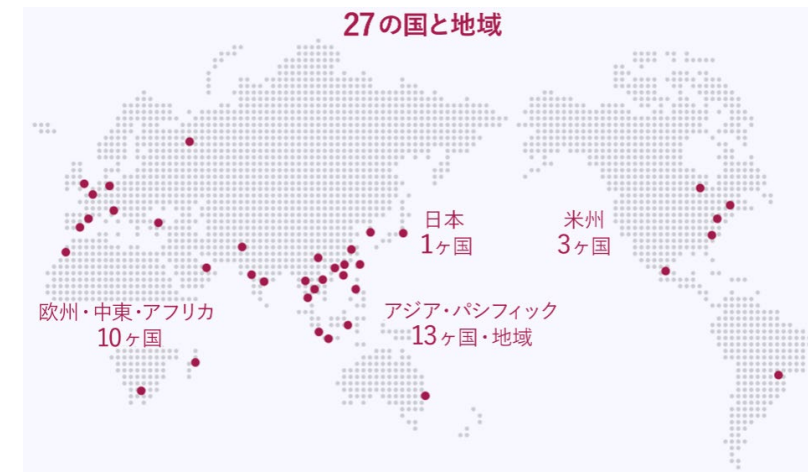 27の国と地域
日本
1ヶ国
米州
3ヶ国
欧州・中東・アフリカ
10ヶ国
アジア・パシフィック
13ヶ国・地域